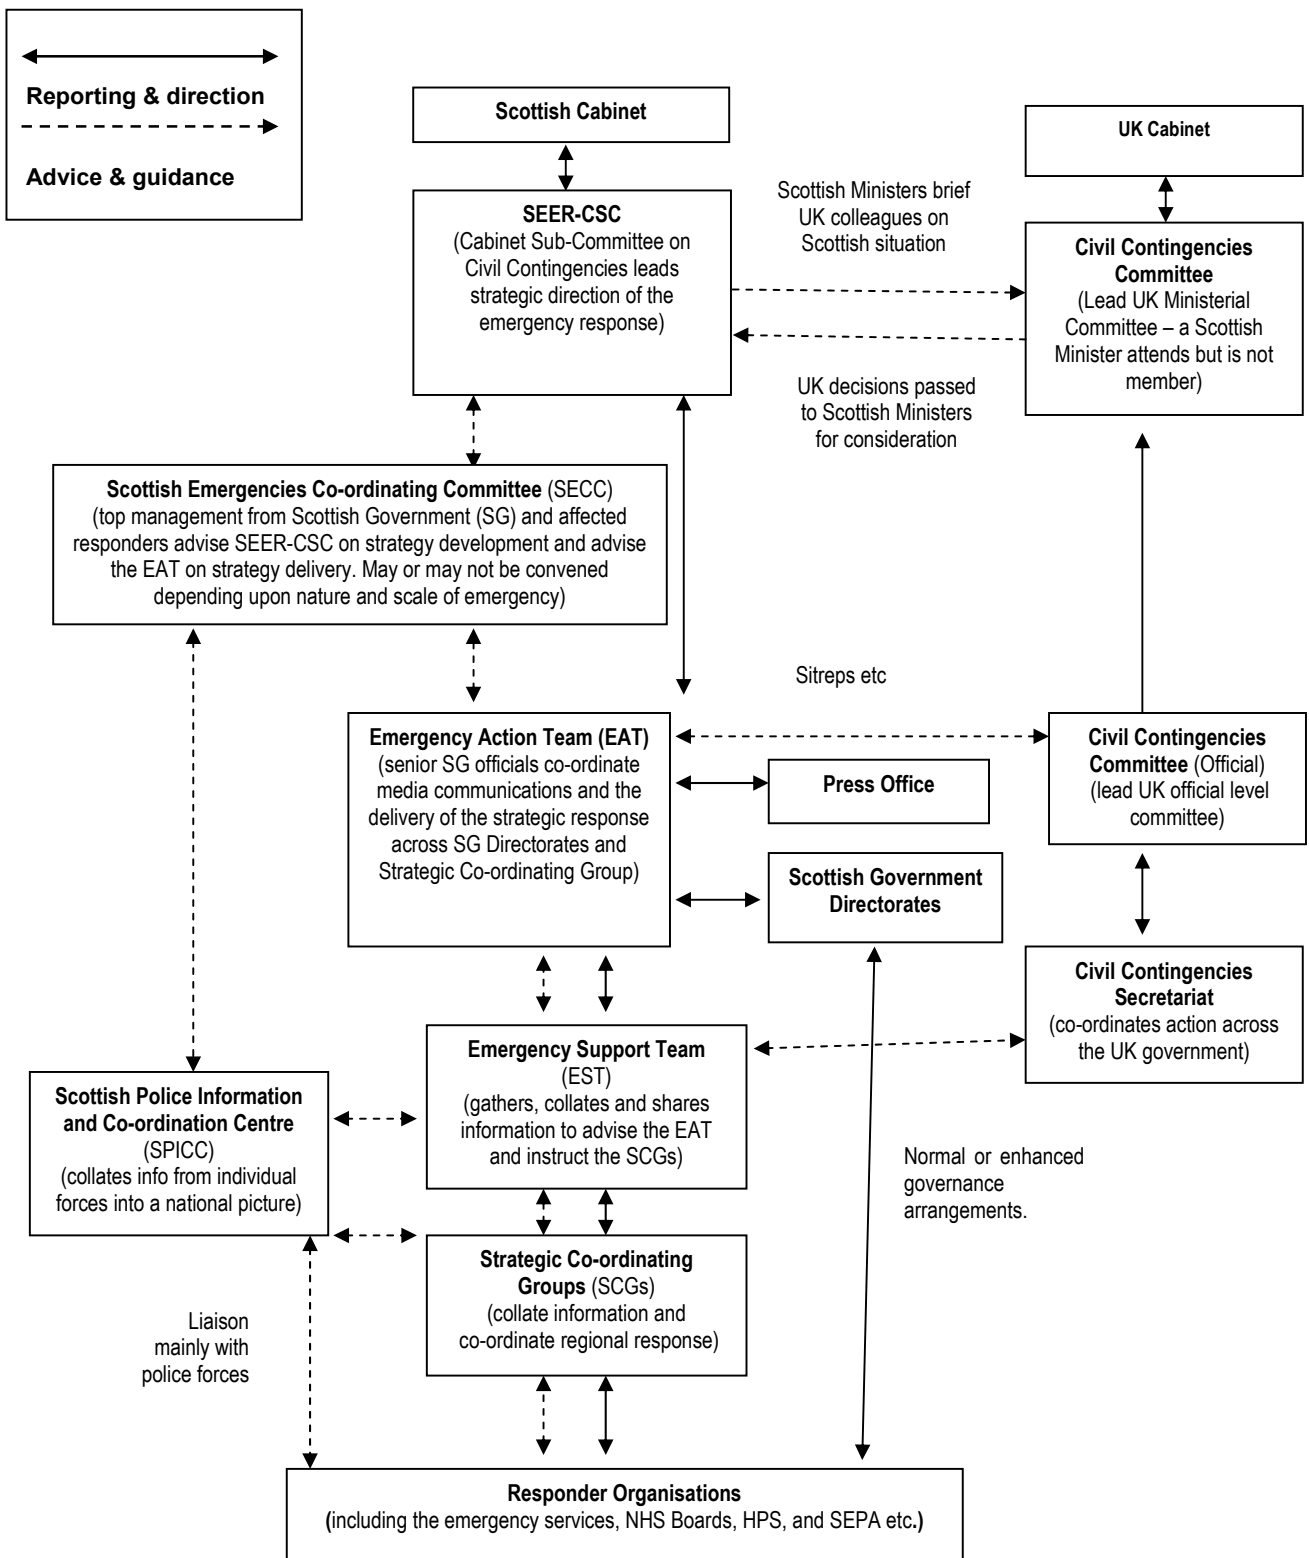 Reporting & direction
Advice & guidance
Scottish Cabinet
UK Cabinet
SEER-CSC
(Cabinet Sub-Committee on
Civil Contingencies leads
strategic direction of the
emergency response)
Scottish Ministers brief
UK colleagues on
Scottish situation
Civil Contingencies
Committee
(Lead UK Ministerial
Committee – a Scottish
Minister attends but is not
member)
UK decisions passed
to Scottish Ministers
for consideration
Scottish Emergencies Co-ordinating Committee (SECC)
(top management from Scottish Government (SG) and affected
responders advise SEER-CSC on strategy development and advise
the EAT on strategy delivery. May or may not be convened
depending upon nature and scale of emergency)
Sitreps etc
Emergency Action Team (EAT)
(senior SG officials co-ordinate
media communications and the
delivery of the strategic response
across SG Directorates and
Strategic Co-ordinating Group)
Press Office
Civil Contingencies
Committee (Official)
(lead UK official level
committee)
Scottish Government
Directorates
Civil Contingencies
Secretariat
(co-ordinates action across
the UK government)
Emergency Support Team
(EST)
(gathers, collates and shares
information to advise the EAT
and instruct the SCGs)
Scottish Police Information
and Co-ordination Centre
(SPICC)
(collates info from individual
forces into a national picture)
Normal or enhanced
governance
arrangements.
Strategic Co-ordinating
Groups (SCGs)
(collate information and
co-ordinate regional response)
Liaison
mainly with
police forces
Responder Organisations
(including the emergency services, NHS Boards, HPS, and SEPA etc.)